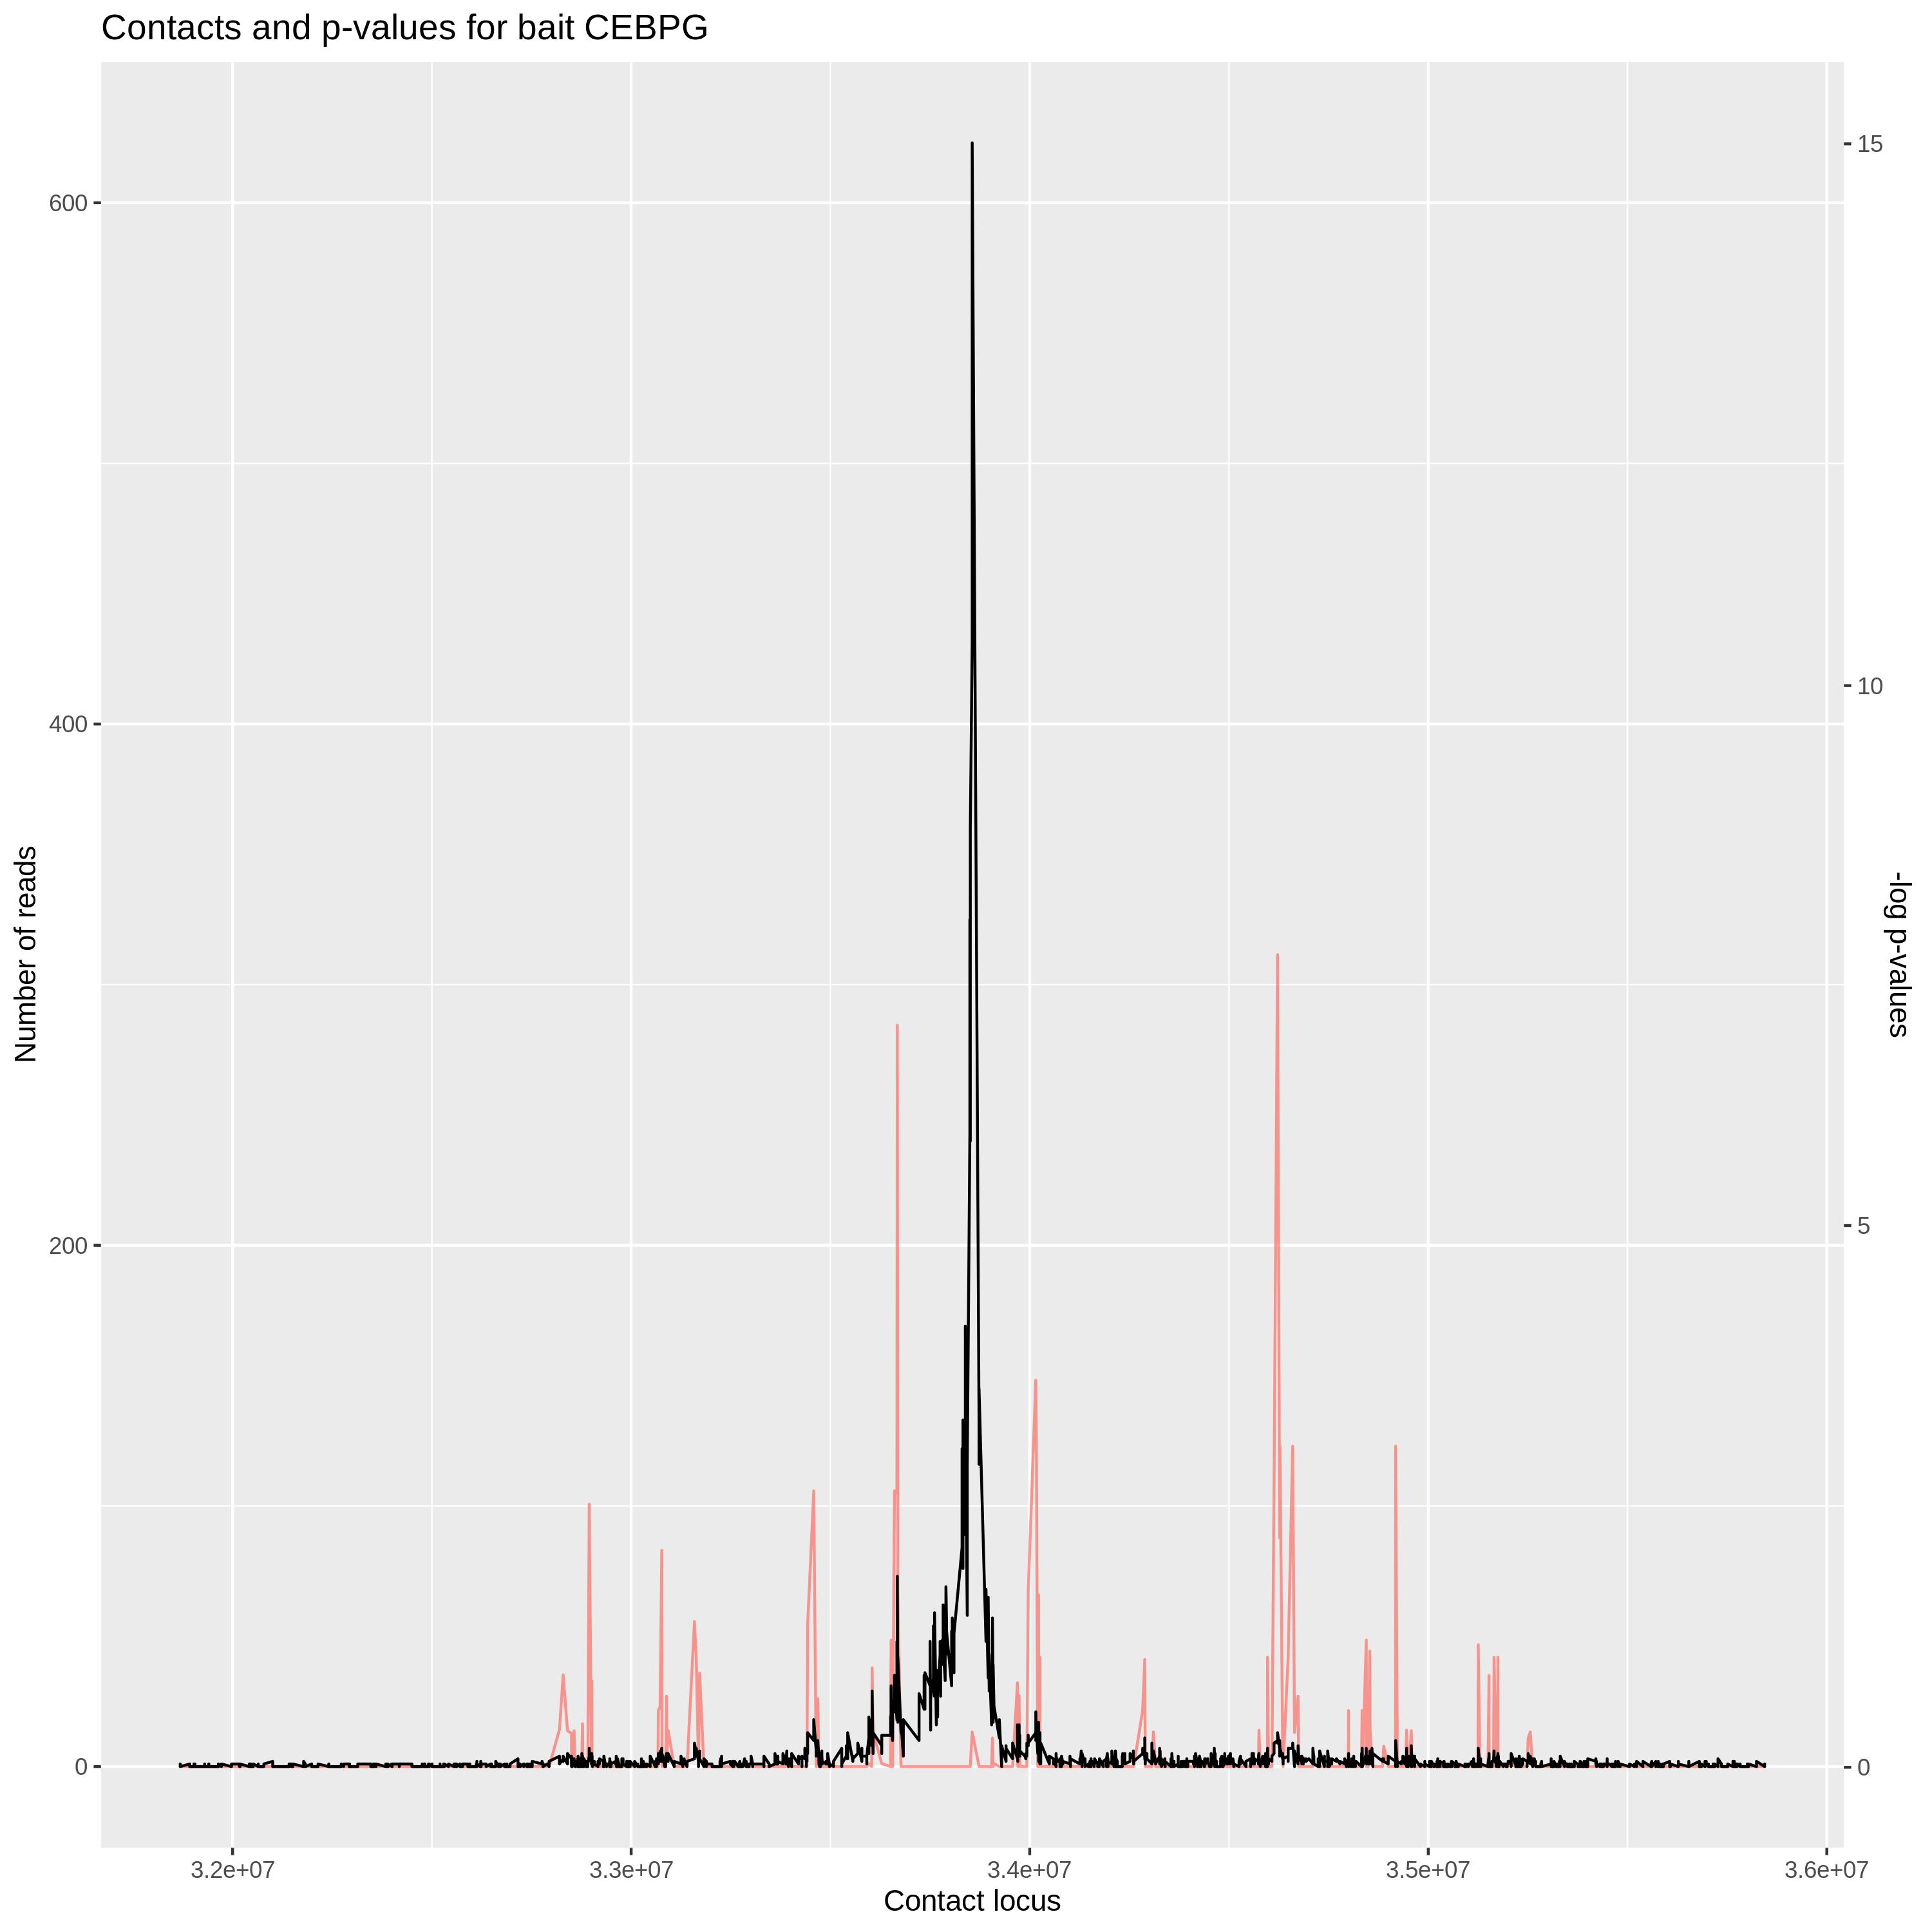 Contacts and p-values for bait CEBPG
600
400
200
0
Number of reads
15
10
5
0
-log p-values
3.2e+07 3.3e+07 3.4e+07 3.5e+07 3.6e+07
Contact locus